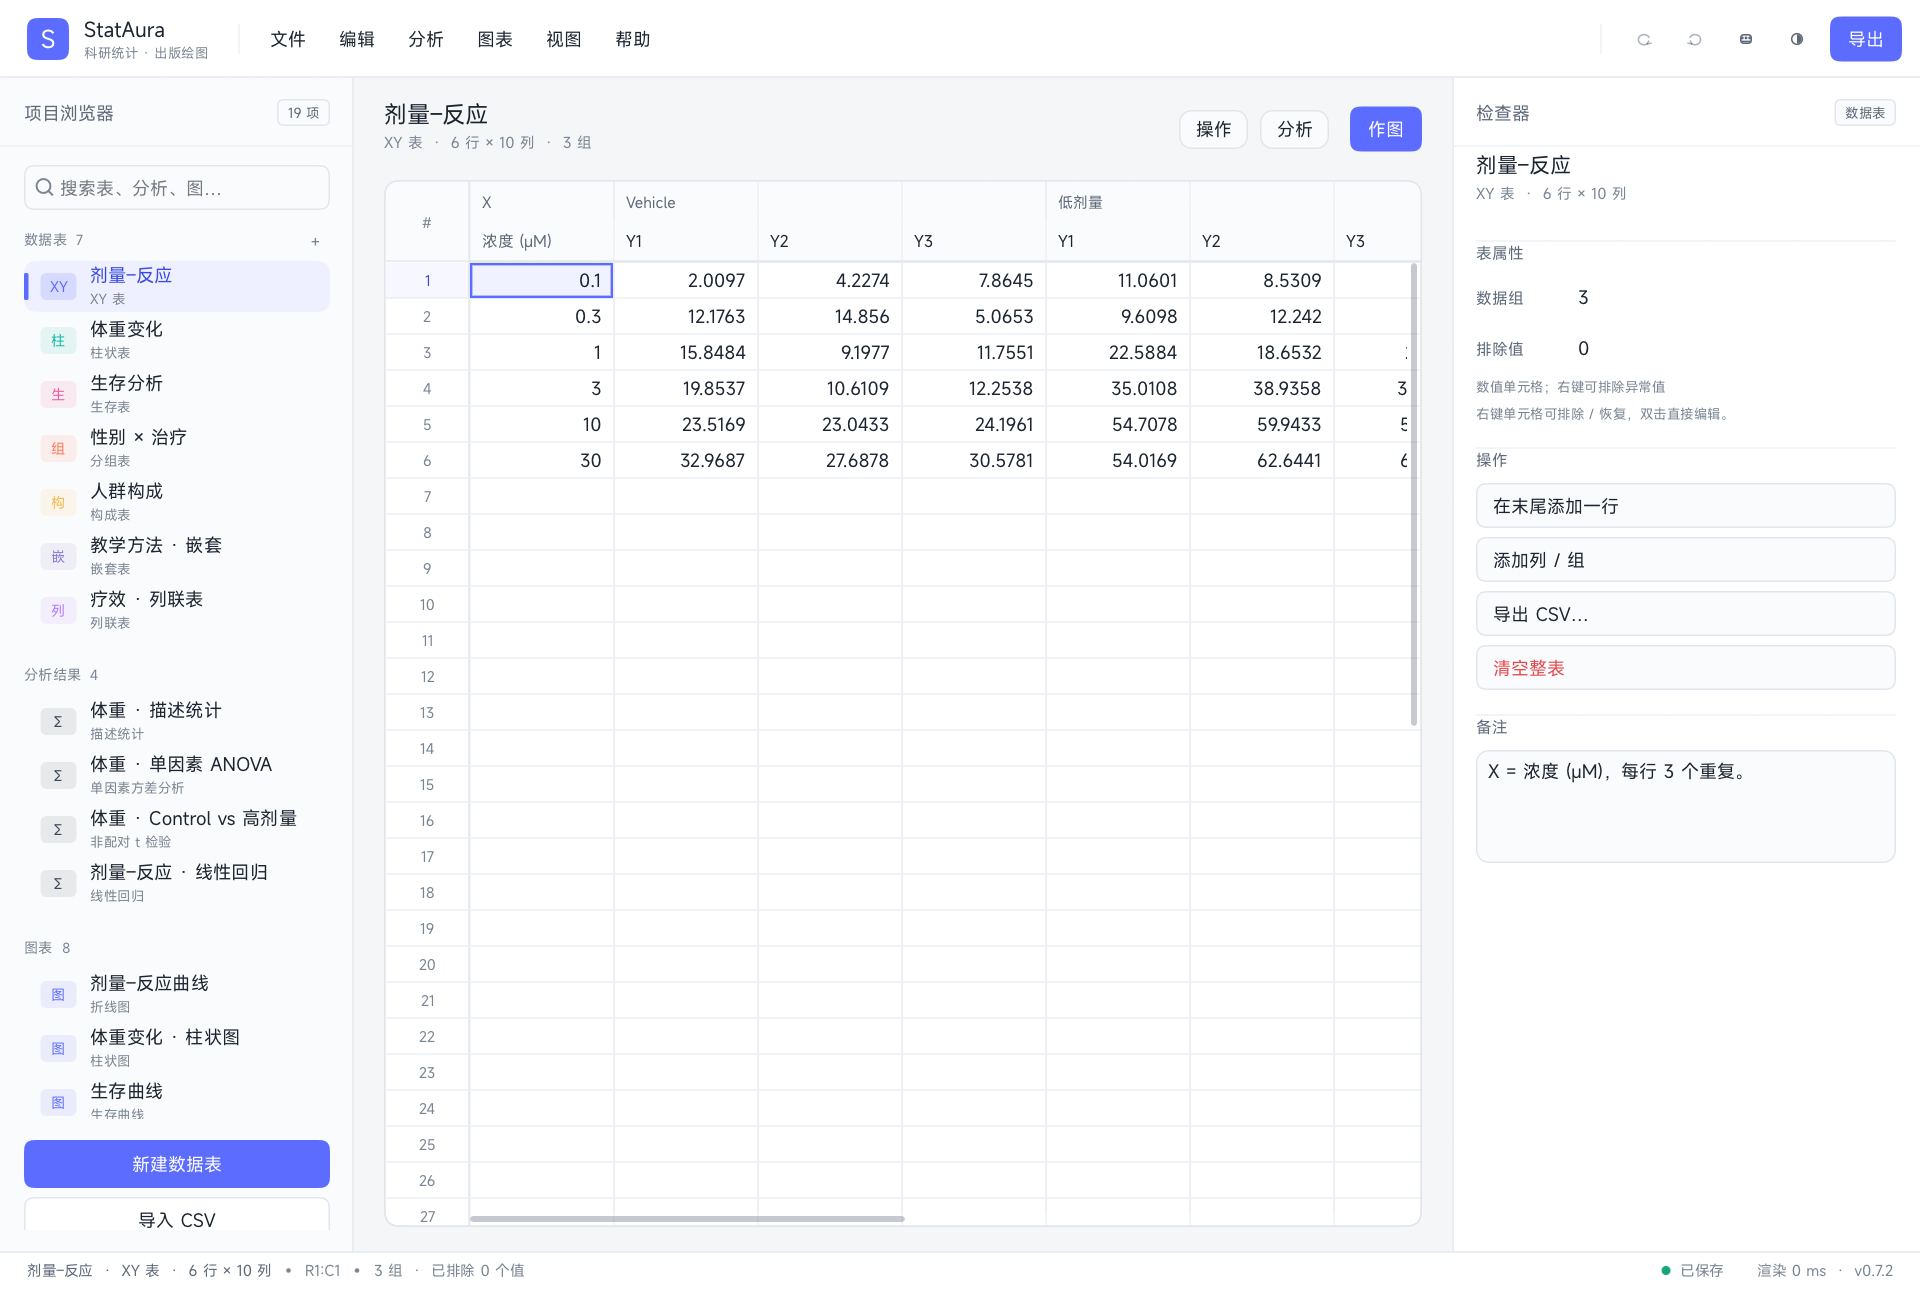 S
StatAura
科研统计 · 出版绘图
文件 编辑 分析 图表 视图 帮助
导出
项目浏览器
19 项
搜索表、分析、图…
数据表 7
+
XY
剂量–反应
XY 表
柱
体重变化
柱状表
生
生存分析
生存表
组
性别 × 治疗
分组表
构
人群构成
构成表
嵌
教学方法 · 嵌套
嵌套表
列
疗效 · 列联表
列联表
分析结果 4
Σ
体重 · 描述统计
描述统计
Σ
体重 · 单因素 ANOVA
单因素方差分析
Σ
体重 · Control vs 高剂量
非配对 t 检验
Σ
剂量–反应 · 线性回归
线性回归
图表 8
图
剂量–反应曲线
折线图
图
体重变化 · 柱状图
柱状图
图
生存曲线
生存曲线
新建数据表
导入 CSV
剂量–反应
XY 表 · 6 行 × 10 列 · 3 组
操作 分析 作图
# X Vehicle 低剂量
浓度 (μM) Y1 Y2 Y3 Y1 Y2 Y3
1 0.1 2.0097 4.2274 7.8645 11.0601 8.5309
2 0.3 12.1763 14.856 5.0653 9.6098 12.242
3 1 15.8484 9.1977 11.7551 22.5884 18.6532
4 3 19.8537 10.6109 12.2538 35.0108 38.9358 3
5 10 23.5169 23.0433 24.1961 54.7078 59.9433 5
6 30 32.9687 27.6878 30.5781 54.0169 62.6441 6
7
8
9
10
11
12
13
14
15
16
17
18
19
20
21
22
23
24
25
26
27
检查器
数据表
剂量–反应
XY 表 · 6 行 × 10 列
表属性
数据组 3
排除值 0
数值单元格；右键可排除异常值
右键单元格可排除 / 恢复，双击直接编辑。
操作
在末尾添加一行
添加列 / 组
导出 CSV…
清空整表
备注
X = 浓度 (μM)，每行 3 个重复。
剂量–反应 · XY 表 · 6 行 × 10 列 • R1:C1 • 3 组 · 已排除 0 个值
已保存 渲染 0 ms · v0.7.2